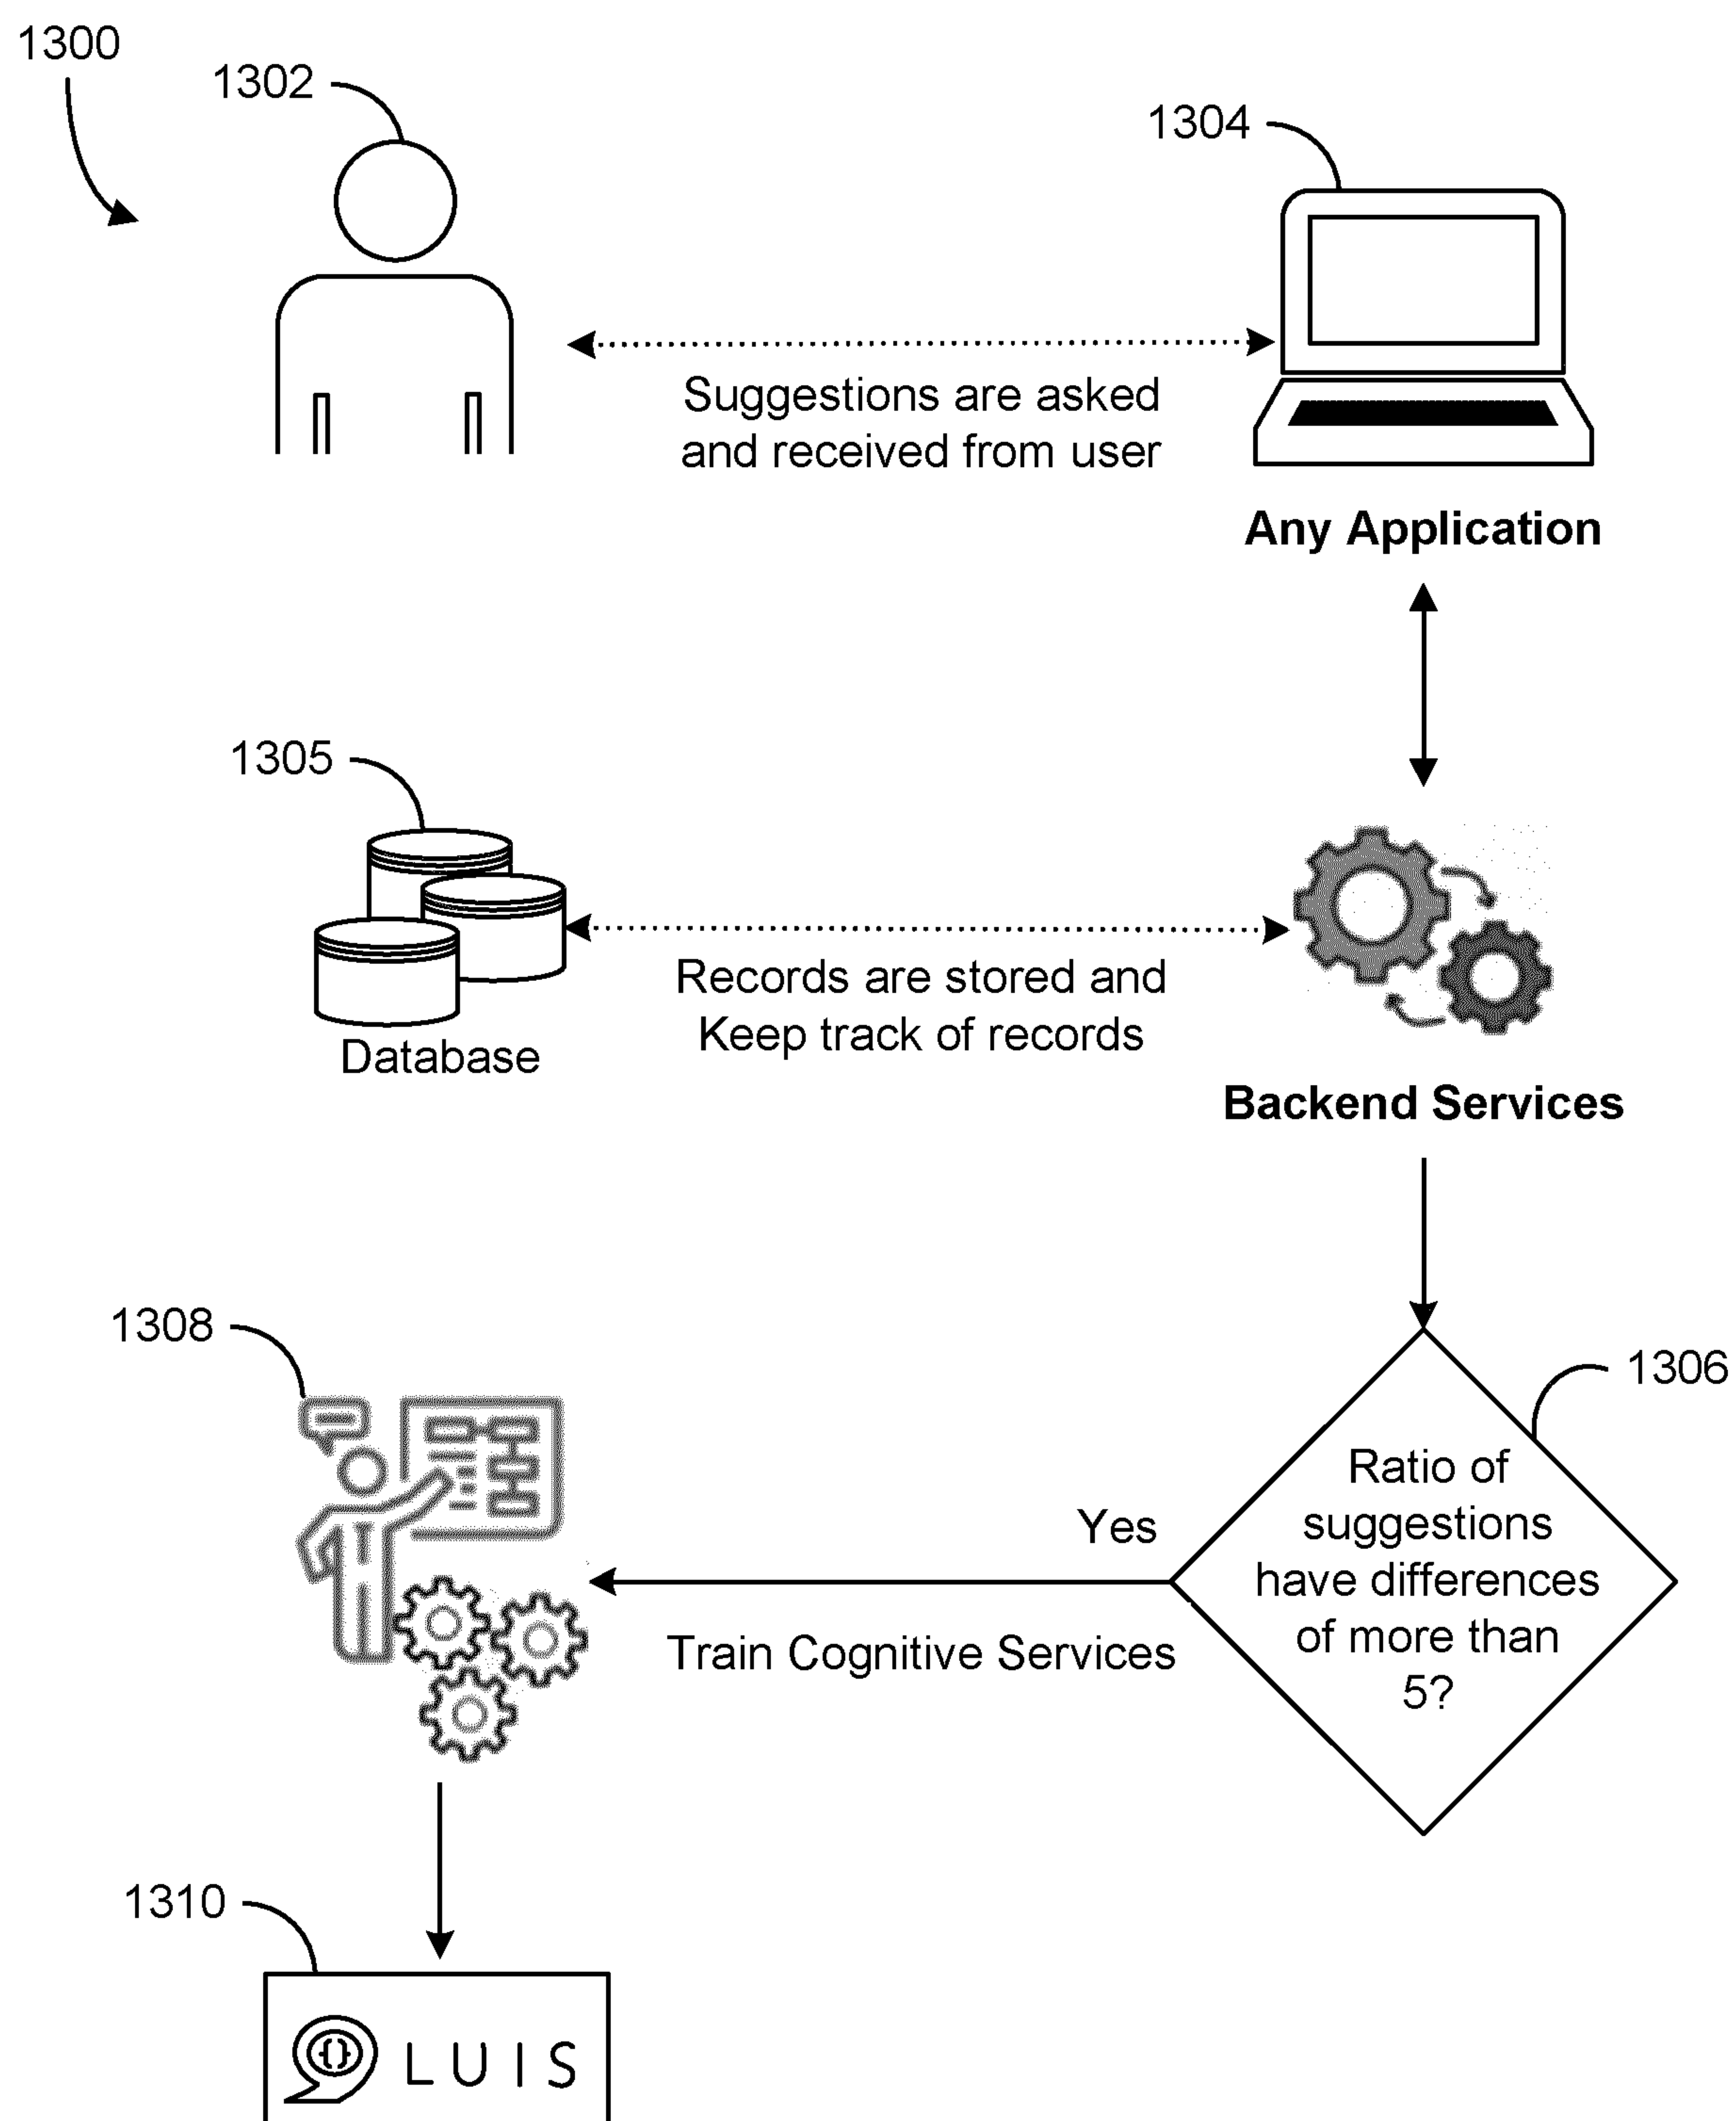 1300
1302
1304
Suggestions are asked
and received from user
Any Application
1305
Records are stored and
Keep track of records
Database
Backend Services
1308
1306
Ratio of
suggestions
have differences
of more than
5?
Yes
Train Cognitive Services
1310
{} LUIS